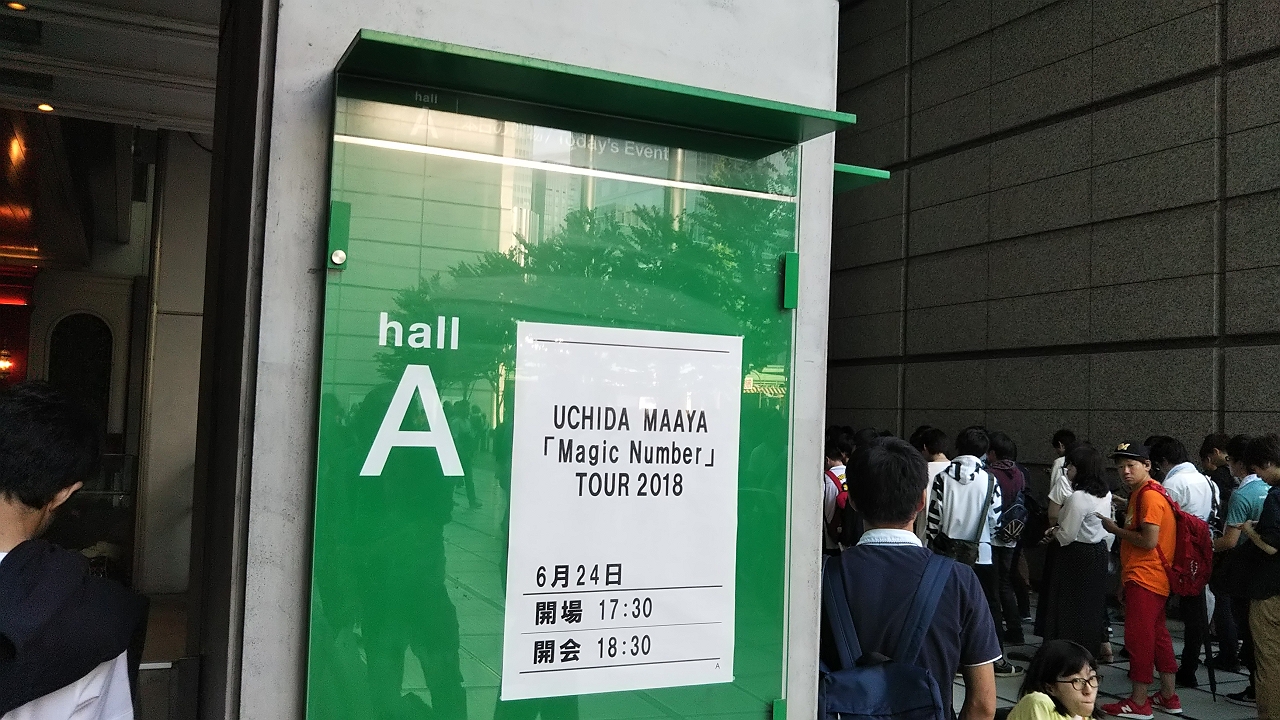 hall
A
Today's Event
hall
A
UCHIDA MAAYA
「Magic Number」
TOUR 2018
6月24日
開場 17:30
開会 18:30
A